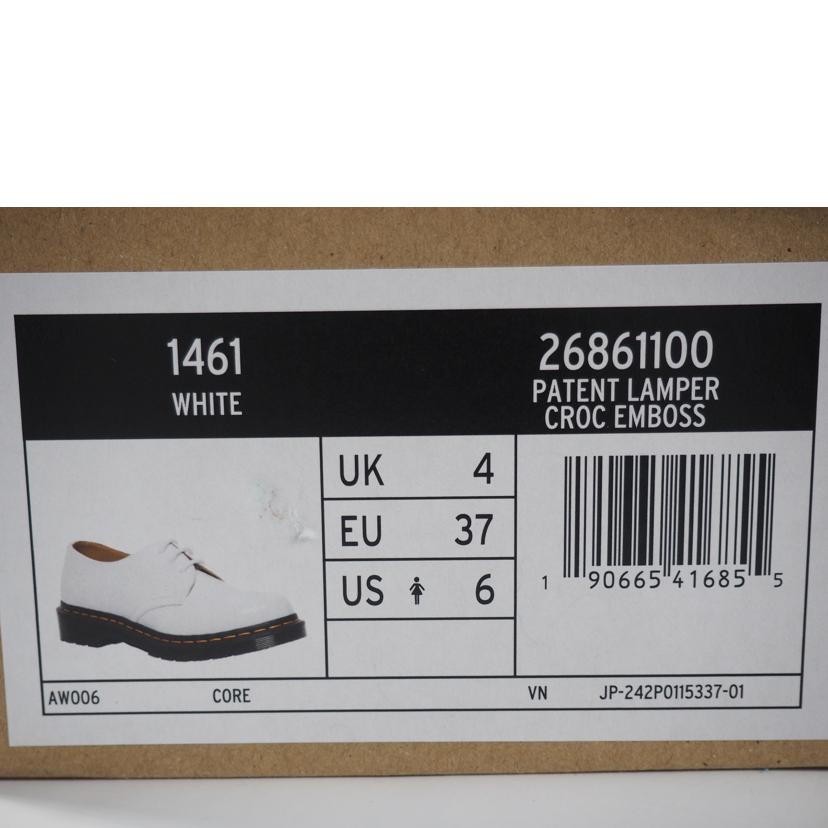 1461
WHITE
26861100
PATENT LAMPER
CROC EMBOSS
UK 4
EU 37
US 6
1 90665 41685 5
AW006 CORE VN JP-242P0115337-01